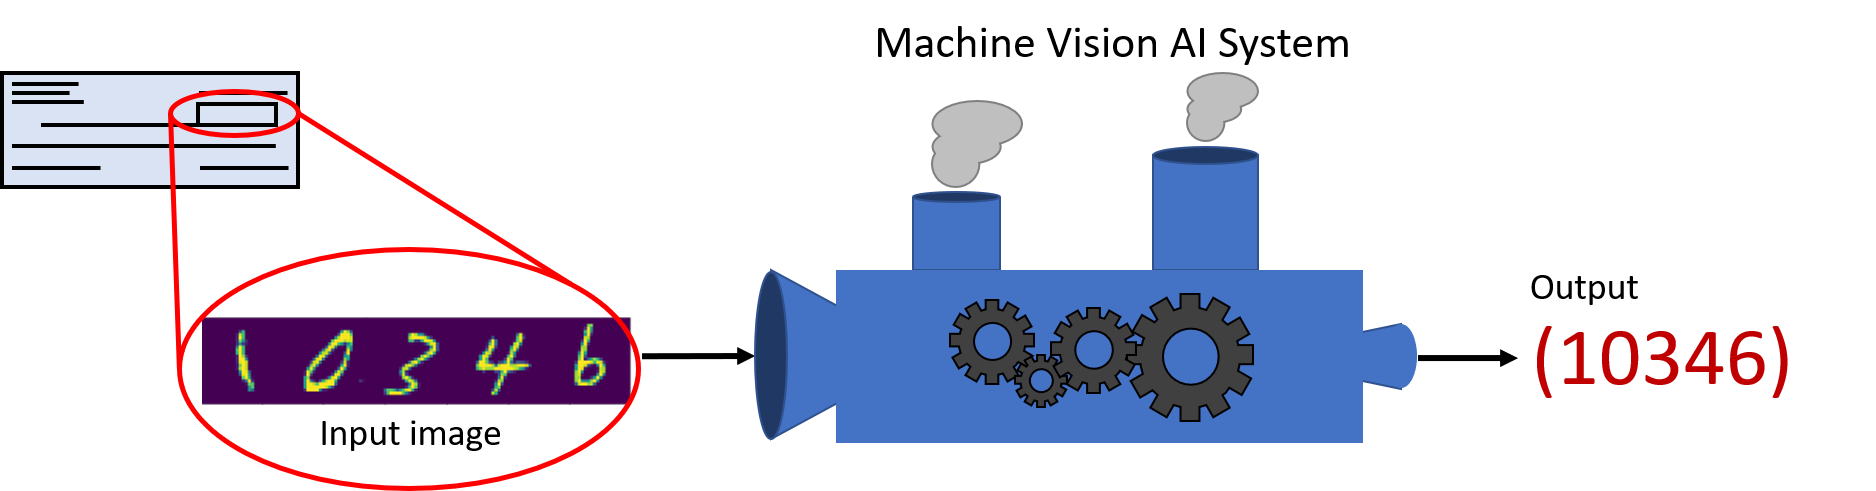 Machine Vision AI System
1 0 3 4 6
Input image
Output
(10346)